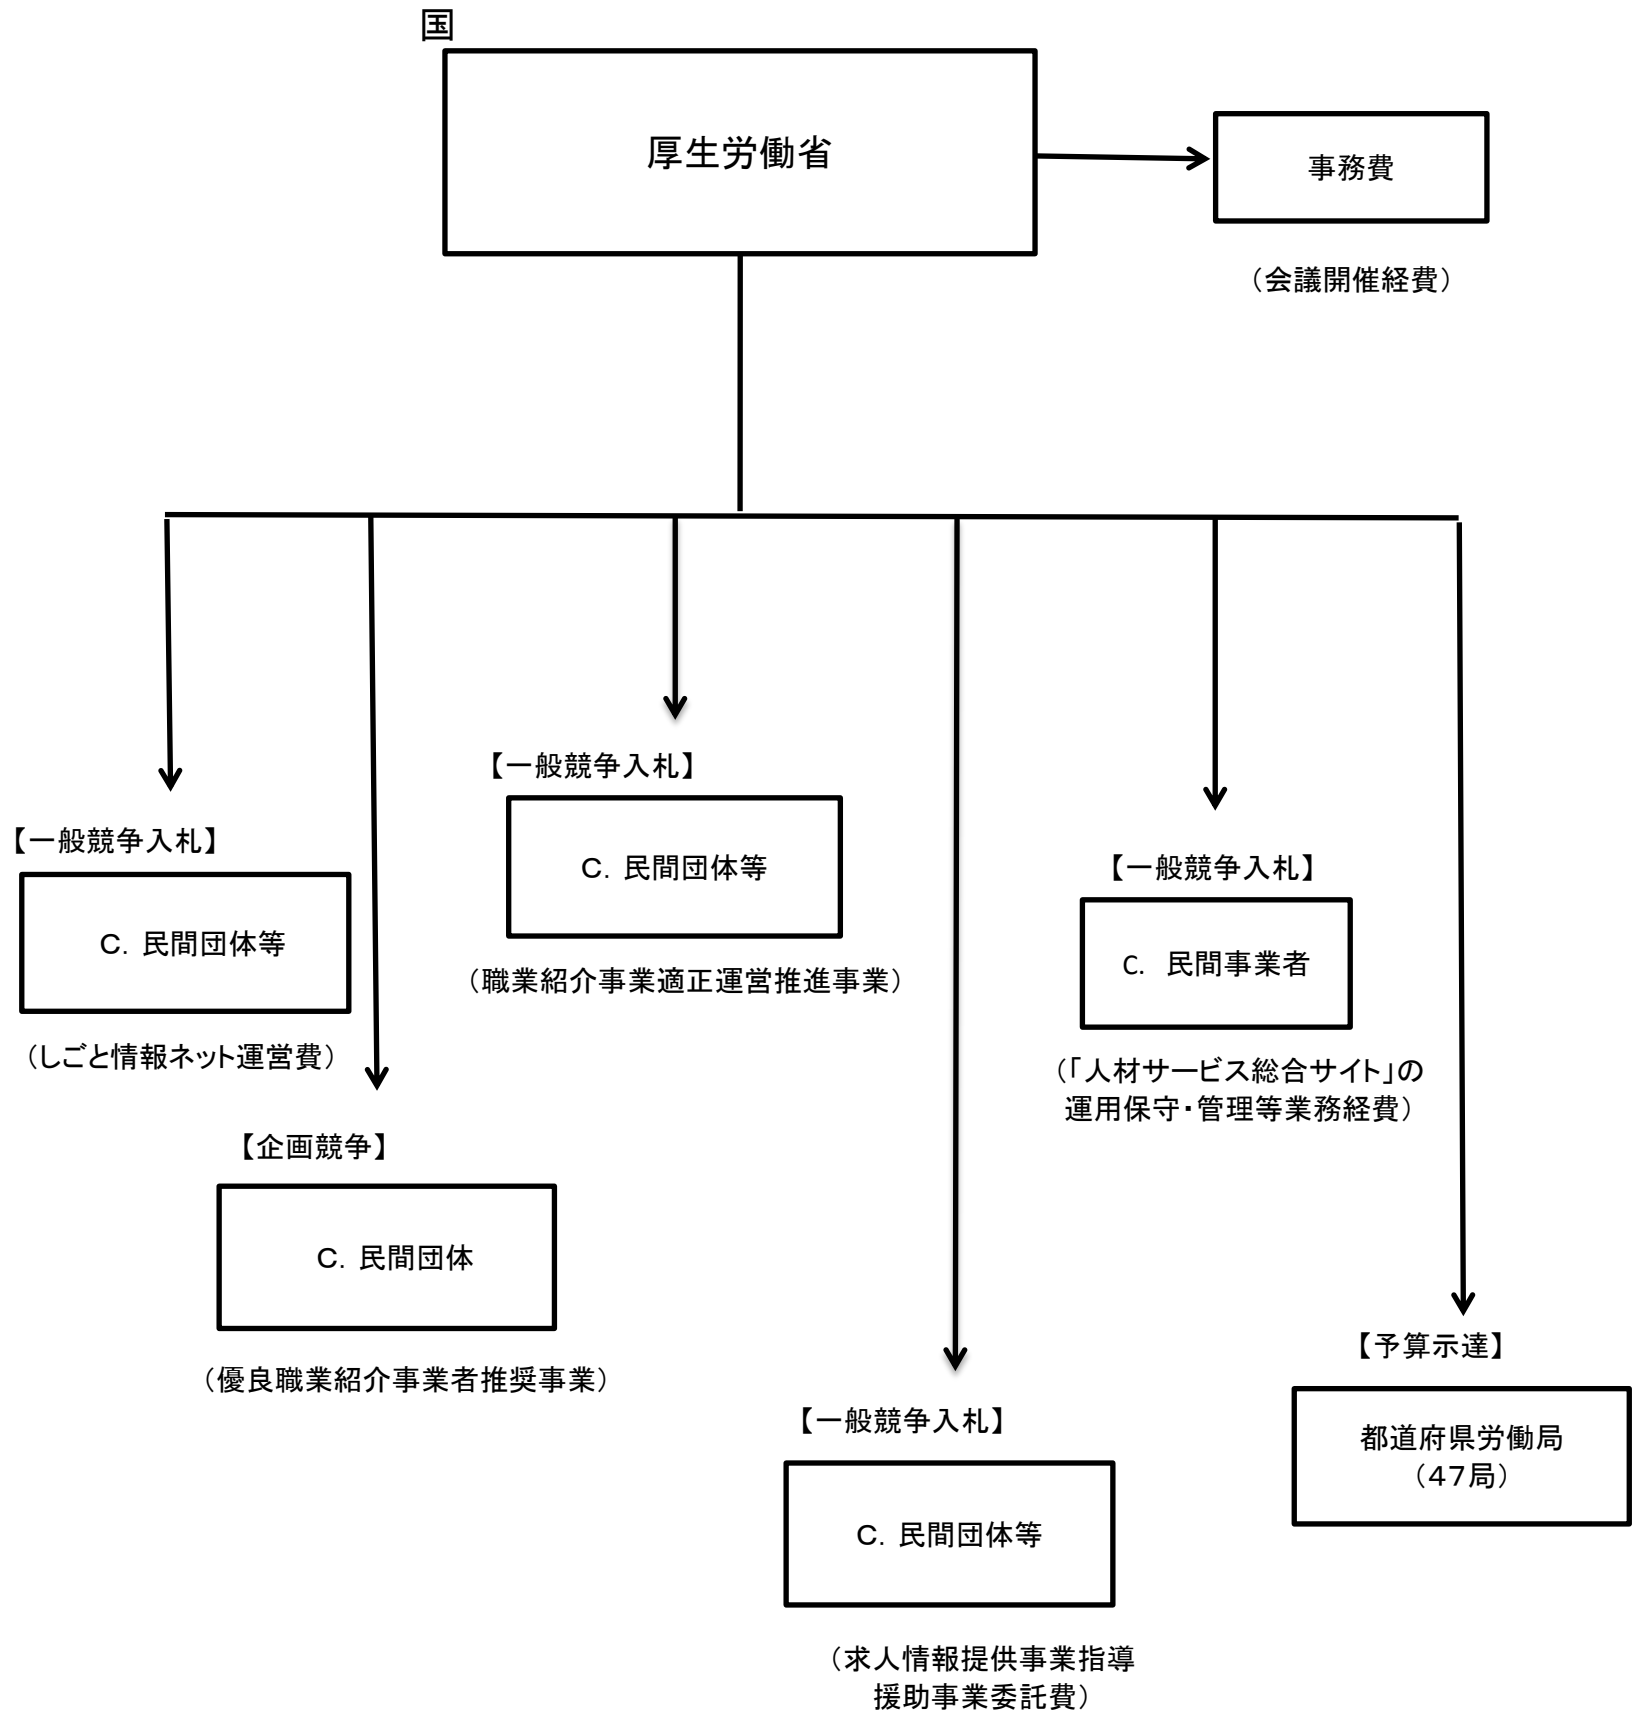 国
厚生労働省
事務費
（会議開催経費）
【一般競争入札】
C. 民間団体等
（しごと情報ネット運営費）
【企画競争】
C. 民間団体
（優良職業紹介事業者推奨事業）
【一般競争入札】
C. 民間団体等
（職業紹介事業適正運営推進事業）
【一般競争入札】
C. 民間団体等
（求人情報提供事業指導
援助事業委託費）
【一般競争入札】
C. 民間事業者
（「人材サービス総合サイト」の
運用保守・管理等業務経費）
【予算示達】
都道府県労働局
（４７局）